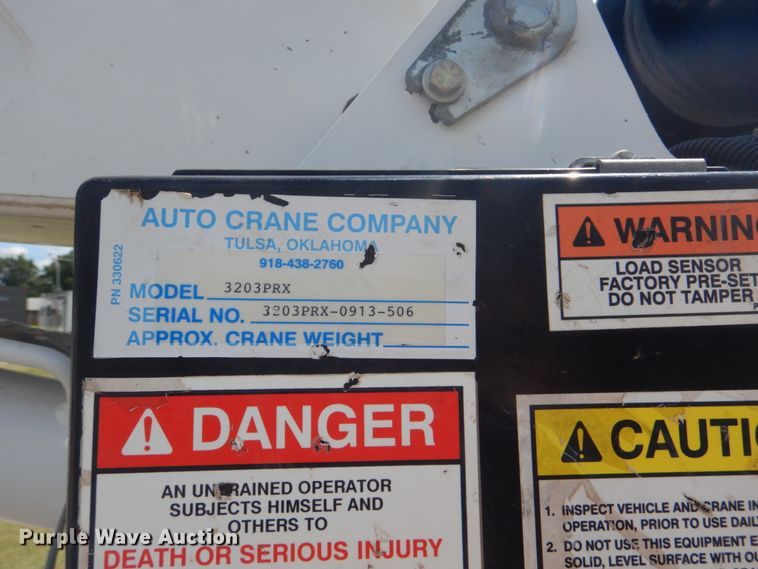 AUTO CRANE COMPANY
TULSA, OKLAHOMA
918-438-2760
MODEL 3203PRX
SERIAL NO. 3203PRX-0913-506
APPROX. CRANE WEIGHT
PN 330622
WARNING
LOAD SENSOR
FACTORY PRE-SET
DO NOT TAMPER
DANGER
AN UNTRAINED OPERATOR
SUBJECTS HIMSELF AND
OTHERS TO
DEATH OR SERIOUS INJURY
CAUTI
1. INSPECT VEHICLE AND CRANE IN
OPERATION, PRIOR TO USE DAIL
2. DO NOT USE THIS EQUIPMENT E
SOLID, LEVEL SURFACE WITH OU
Purple Wave Auction